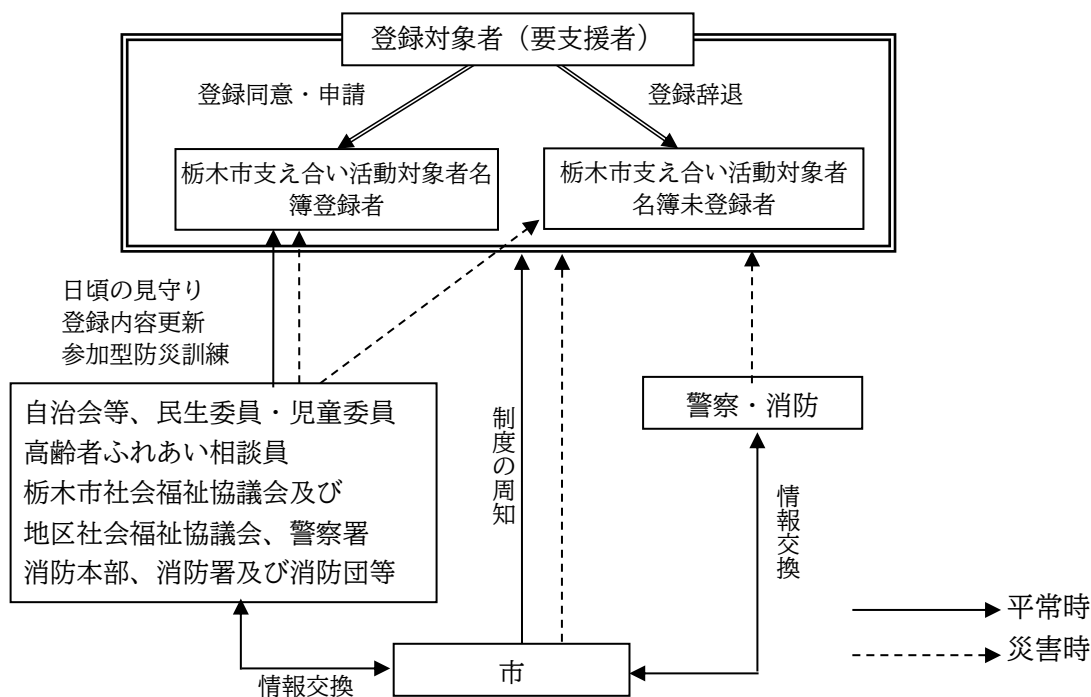 登録対象者（要支援者）
登録同意・申請
登録辞退
栃木市支え合い活動対象者名
簿登録者
栃木市支え合い活動対象者
名簿未登録者
日頃の見守り
登録内容更新
参加型防災訓練
自治会等、民生委員・児童委員
高齢者ふれあい相談員
栃木市社会福祉協議会及び
地区社会福祉協議会、警察署
消防本部、消防署及び消防団等
制度の周知
警察・消防
情報交換
平常時
災害時
市
情報交換